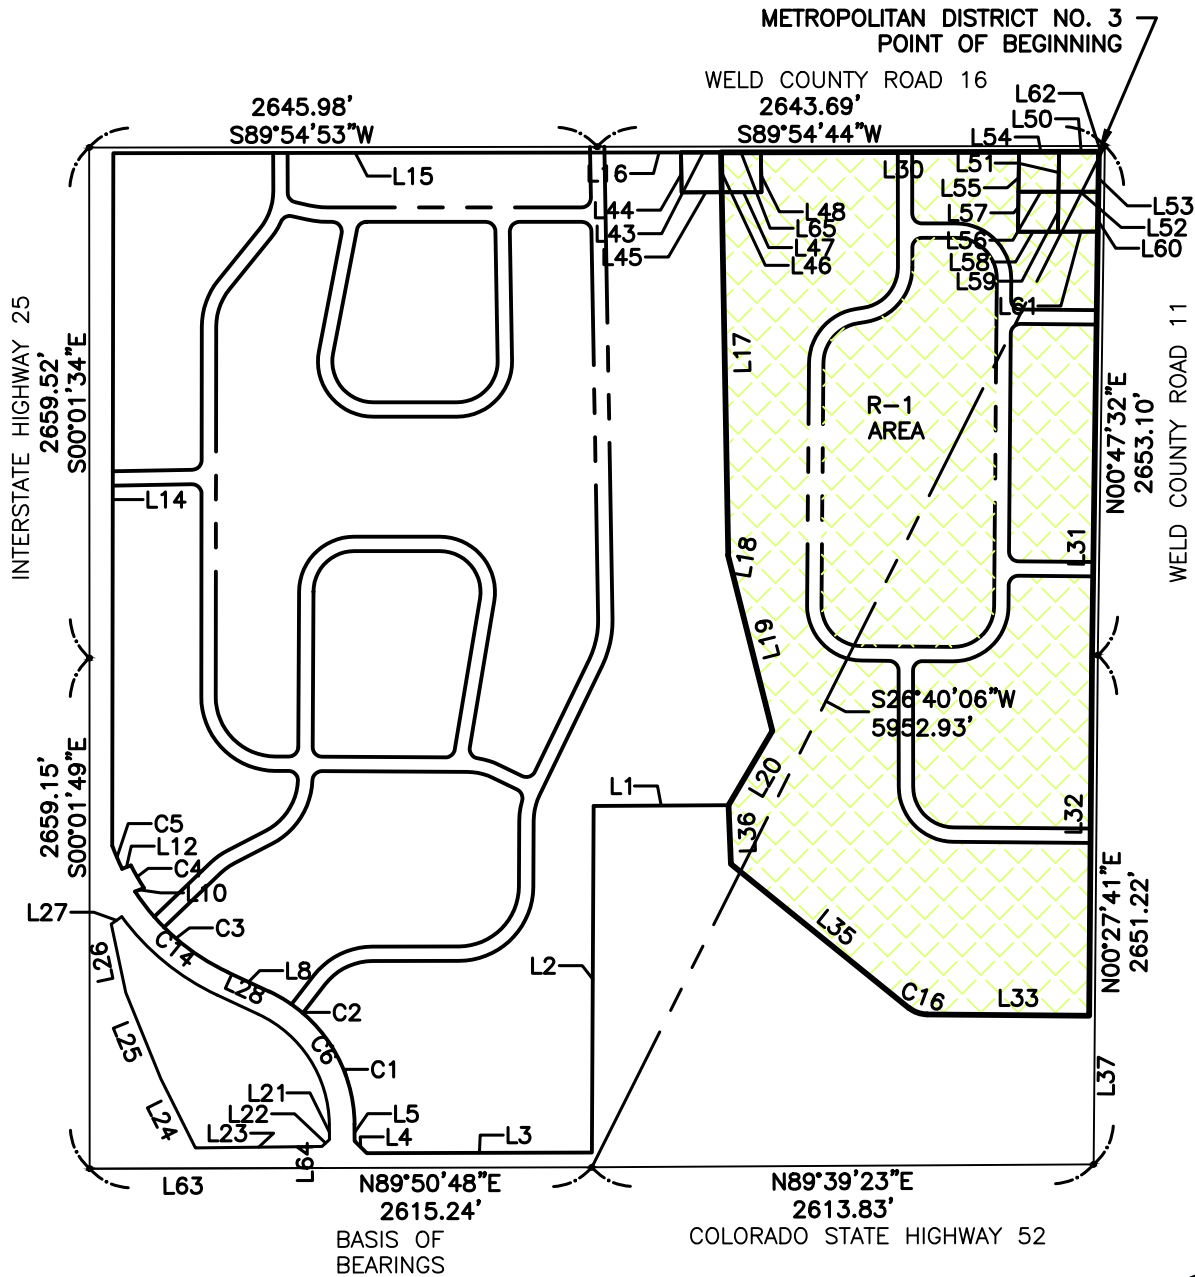 METROPOLITAN DISTRICT NO. 3
POINT OF BEGINNING
WELD COUNTY ROAD 16
2645.98'
S89°54'53"W
2643.69'
S89°54'44"W
L62
L50
L54
L15
L16
L30
L51
L55
L44
L48
L57
L53
L43
L65
L56
L52
L45
L47
L58
L60
L46
L59
L61
INTERSTATE HIGHWAY 25
2659.52'
S00°01'34"E
L17
R-1
AREA
N00°47'32"E
2653.10'
WELD COUNTY ROAD 11
L14
L18
L31
L19
S26°40'06"W
5952.93'
L20
L1
L32
L36
2659.15'
S00°01'49"E
C5
L12
C4
L10
L27
C3
C14
L35
L26
L8
L28
L2
C16
L33
N00°27'41"E
2651.22'
C2
L25
C6
C1
L37
L21
L22
L5
L24
L23
L4
L3
L64
L63
N89°50'48"E
2615.24'
N89°39'23"E
2613.83'
BASIS OF
BEARINGS
COLORADO STATE HIGHWAY 52